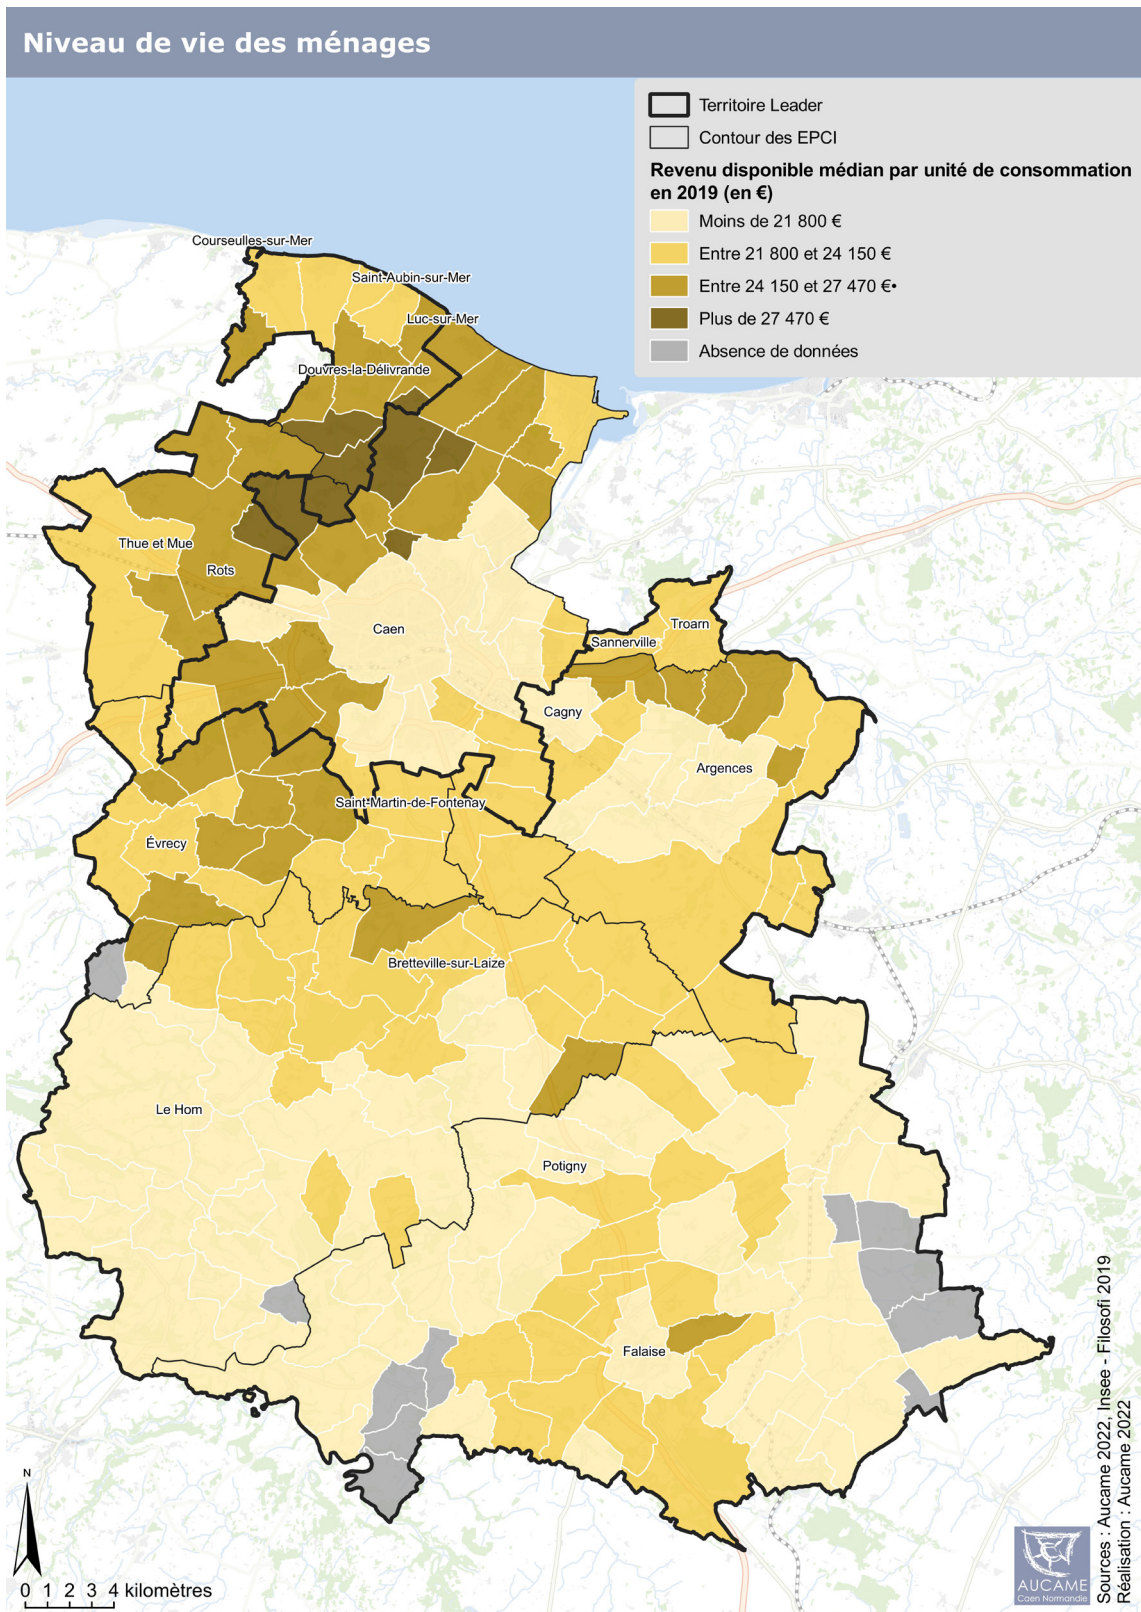 Niveau de vie des ménages
Territoire Leader
Contour des EPCI
Revenu disponible médian par unité de consommation
en 2019 (en €)
Moins de 21 800 €
Entre 21 800 et 24 150 €
Entre 24 150 et 27 470 €•
Plus de 27 470 €
Absence de données
Courseulles-sur-Mer
Saint-Aubin-sur-Mer
Luc-sur-Mer
Douvres-la-Délivrande
Thue et Mue
Rots
Caen
Troarn
Sannerville
Cagny
Argences
Saint-Martin-de-Fontenay
Évrecy
Bretteville-sur-Laize
Le Hom
Potigny
Falaise
N
0 1 2 3 4 kilomètres
Sources : Aucame 2022, Insee - Filosofi 2019
Réalisation : Aucame 2022
AUCAME
Caen Normandie